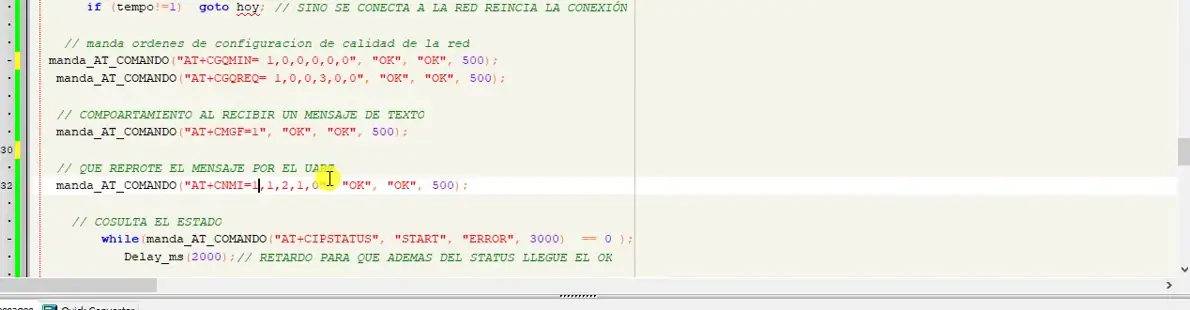 if (tempo!=1) goto hoy; // SINO SE CONECTA A LA RED REINCIA LA CONEXIÓN
// manda ordenes de configuracion de calidad de la red
manda_AT_COMANDO("AT+CGQMIN= 1,0,0,0,0,0", "OK", "OK", 500);
manda_AT_COMANDO("AT+CGQREQ= 1,0,0,3,0,0", "OK", "OK", 500);
// COMPOARTAMIENTO AL RECIBIR UN MENSAJE DE TEXTO
manda_AT_COMANDO("AT+CMGF=1", "OK", "OK", 500);
30
// QUE REPROTE EL MENSAJE POR EL UART
32 manda_AT_COMANDO("AT+CNMI=1,1,2,1,0", "OK", "OK", 500);
// COSULTA EL ESTADO
while(manda_AT_COMANDO("AT+CIPSTATUS", "START", "ERROR", 3000) == 0 );
Delay_ms(2000);// RETARDO PARA QUE ADEMAS DEL STATUS LLEGUE EL OK